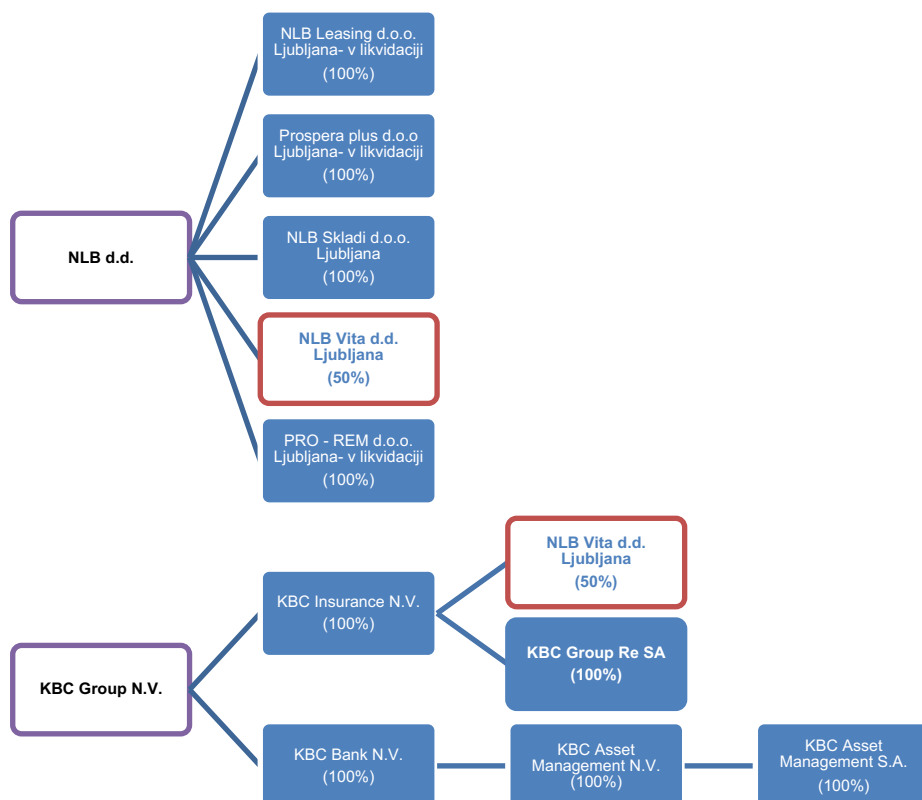 NLB Leasing d.o.o.
Ljubljana- v likvidaciji
(100%)
Prospera plus d.o.o
Ljubljana- v likvidaciji
(100%)
NLB d.d.
NLB Skladi d.o.o.
Ljubljana
(100%)
NLB Vita d.d.
Ljubljana
(50%)
PRO - REM d.o.o.
Ljubljana- v likvidaciji
(100%)
KBC Group N.V.
KBC Insurance N.V.
(100%)
NLB Vita d.d.
Ljubljana
(50%)
KBC Group Re SA
(100%)
KBC Bank N.V.
(100%)
KBC Asset
Management N.V.
(100%)
KBC Asset
Management S.A.
(100%)